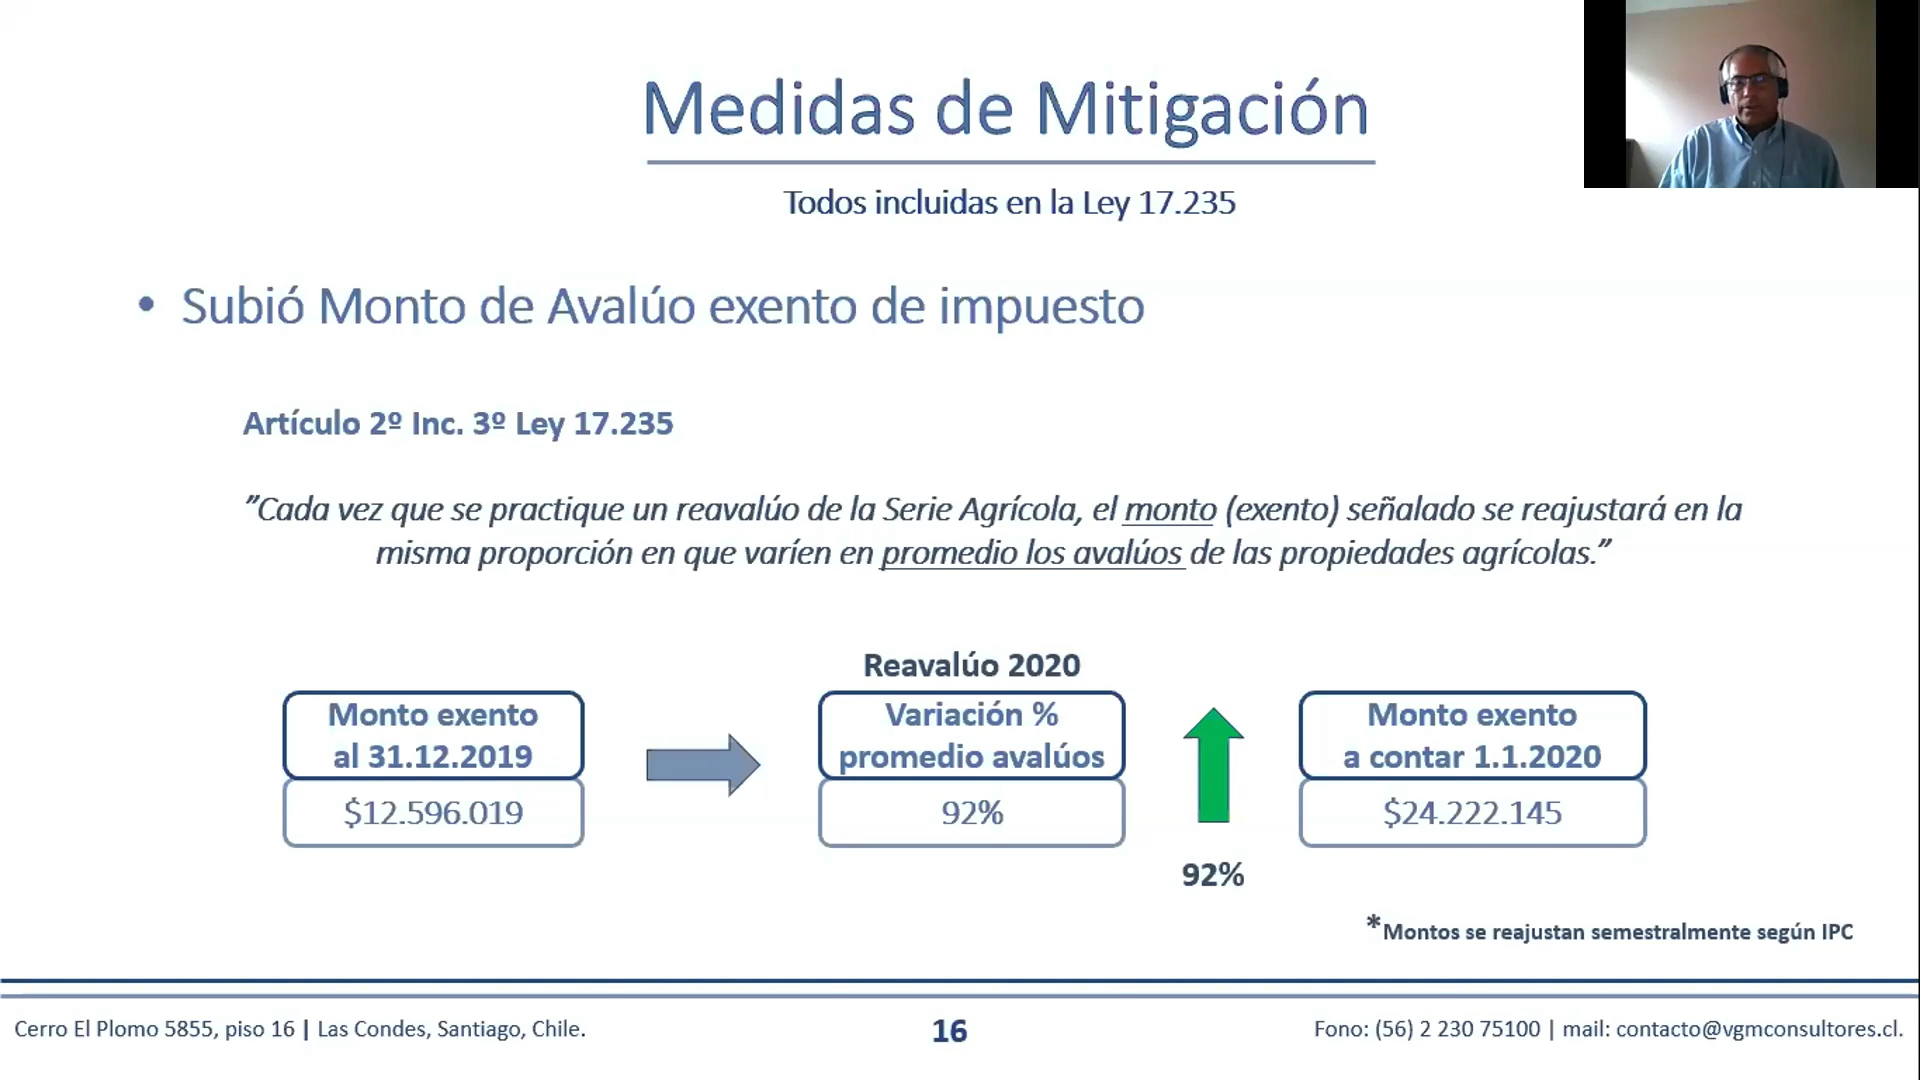 Medidas de Mitigación
Todos incluidas en la Ley 17.235
• Subió Monto de Avalúo exento de impuesto
Artículo 2º Inc. 3º Ley 17.235
”Cada vez que se practique un reavalúo de la Serie Agrícola, el monto (exento) señalado se reajustará en la
misma proporción en que varíen en promedio los avalúos de las propiedades agrícolas.”
Monto exento
al 31.12.2019
$12.596.019
Reavalúo 2020
Variación %
promedio avalúos
92%
92%
Monto exento
a contar 1.1.2020
$24.222.145
*Montos se reajustan semestralmente según IPC
Cerro El Plomo 5855, piso 16 | Las Condes, Santiago, Chile.
16
Fono: (56) 2 230 75100 | mail: contacto@vgmconsultores.cl.